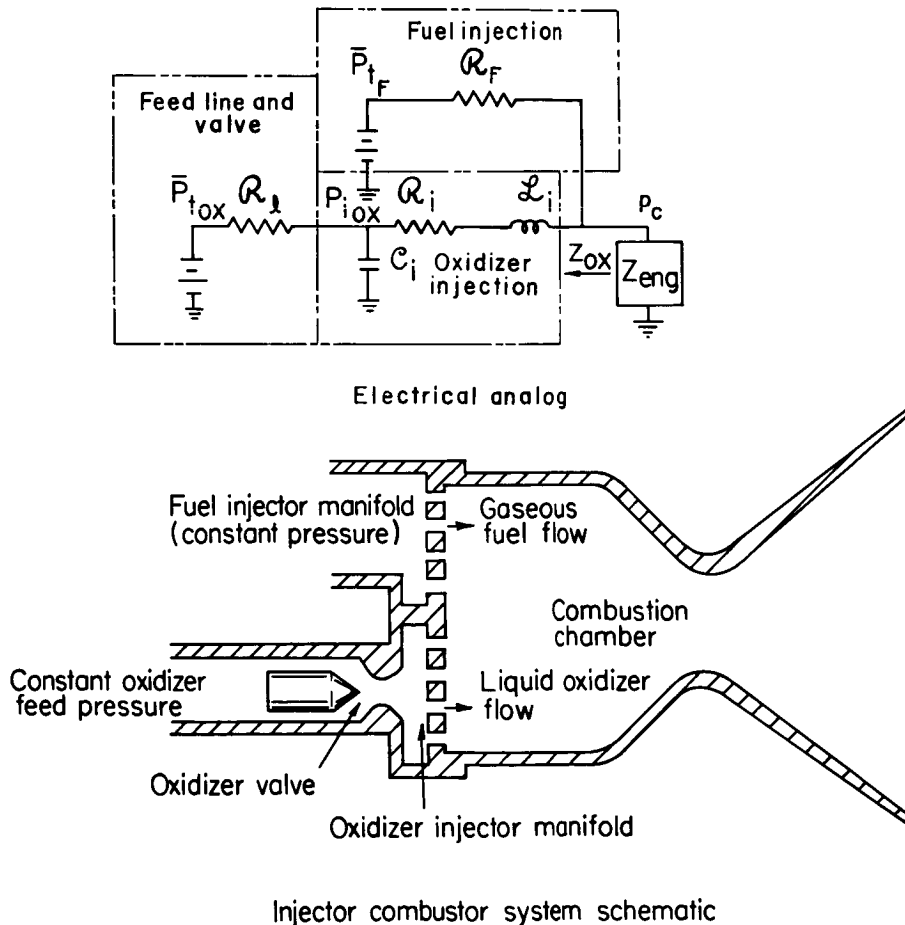 Fuel injection
P̄tF
ℛF
Feed line and
valve
P̄tox
ℛℓ
Piox
ℛi
ℒi
Pc
Ci
Oxidizer
injection
Zox
Zeng
Electrical analog
Fuel injector manifold
(constant pressure)
Gaseous
fuel flow
Combustion
chamber
Constant oxidizer
feed pressure
Liquid oxidizer
flow
Oxidizer valve
Oxidizer injector manifold
Injector combustor system schematic